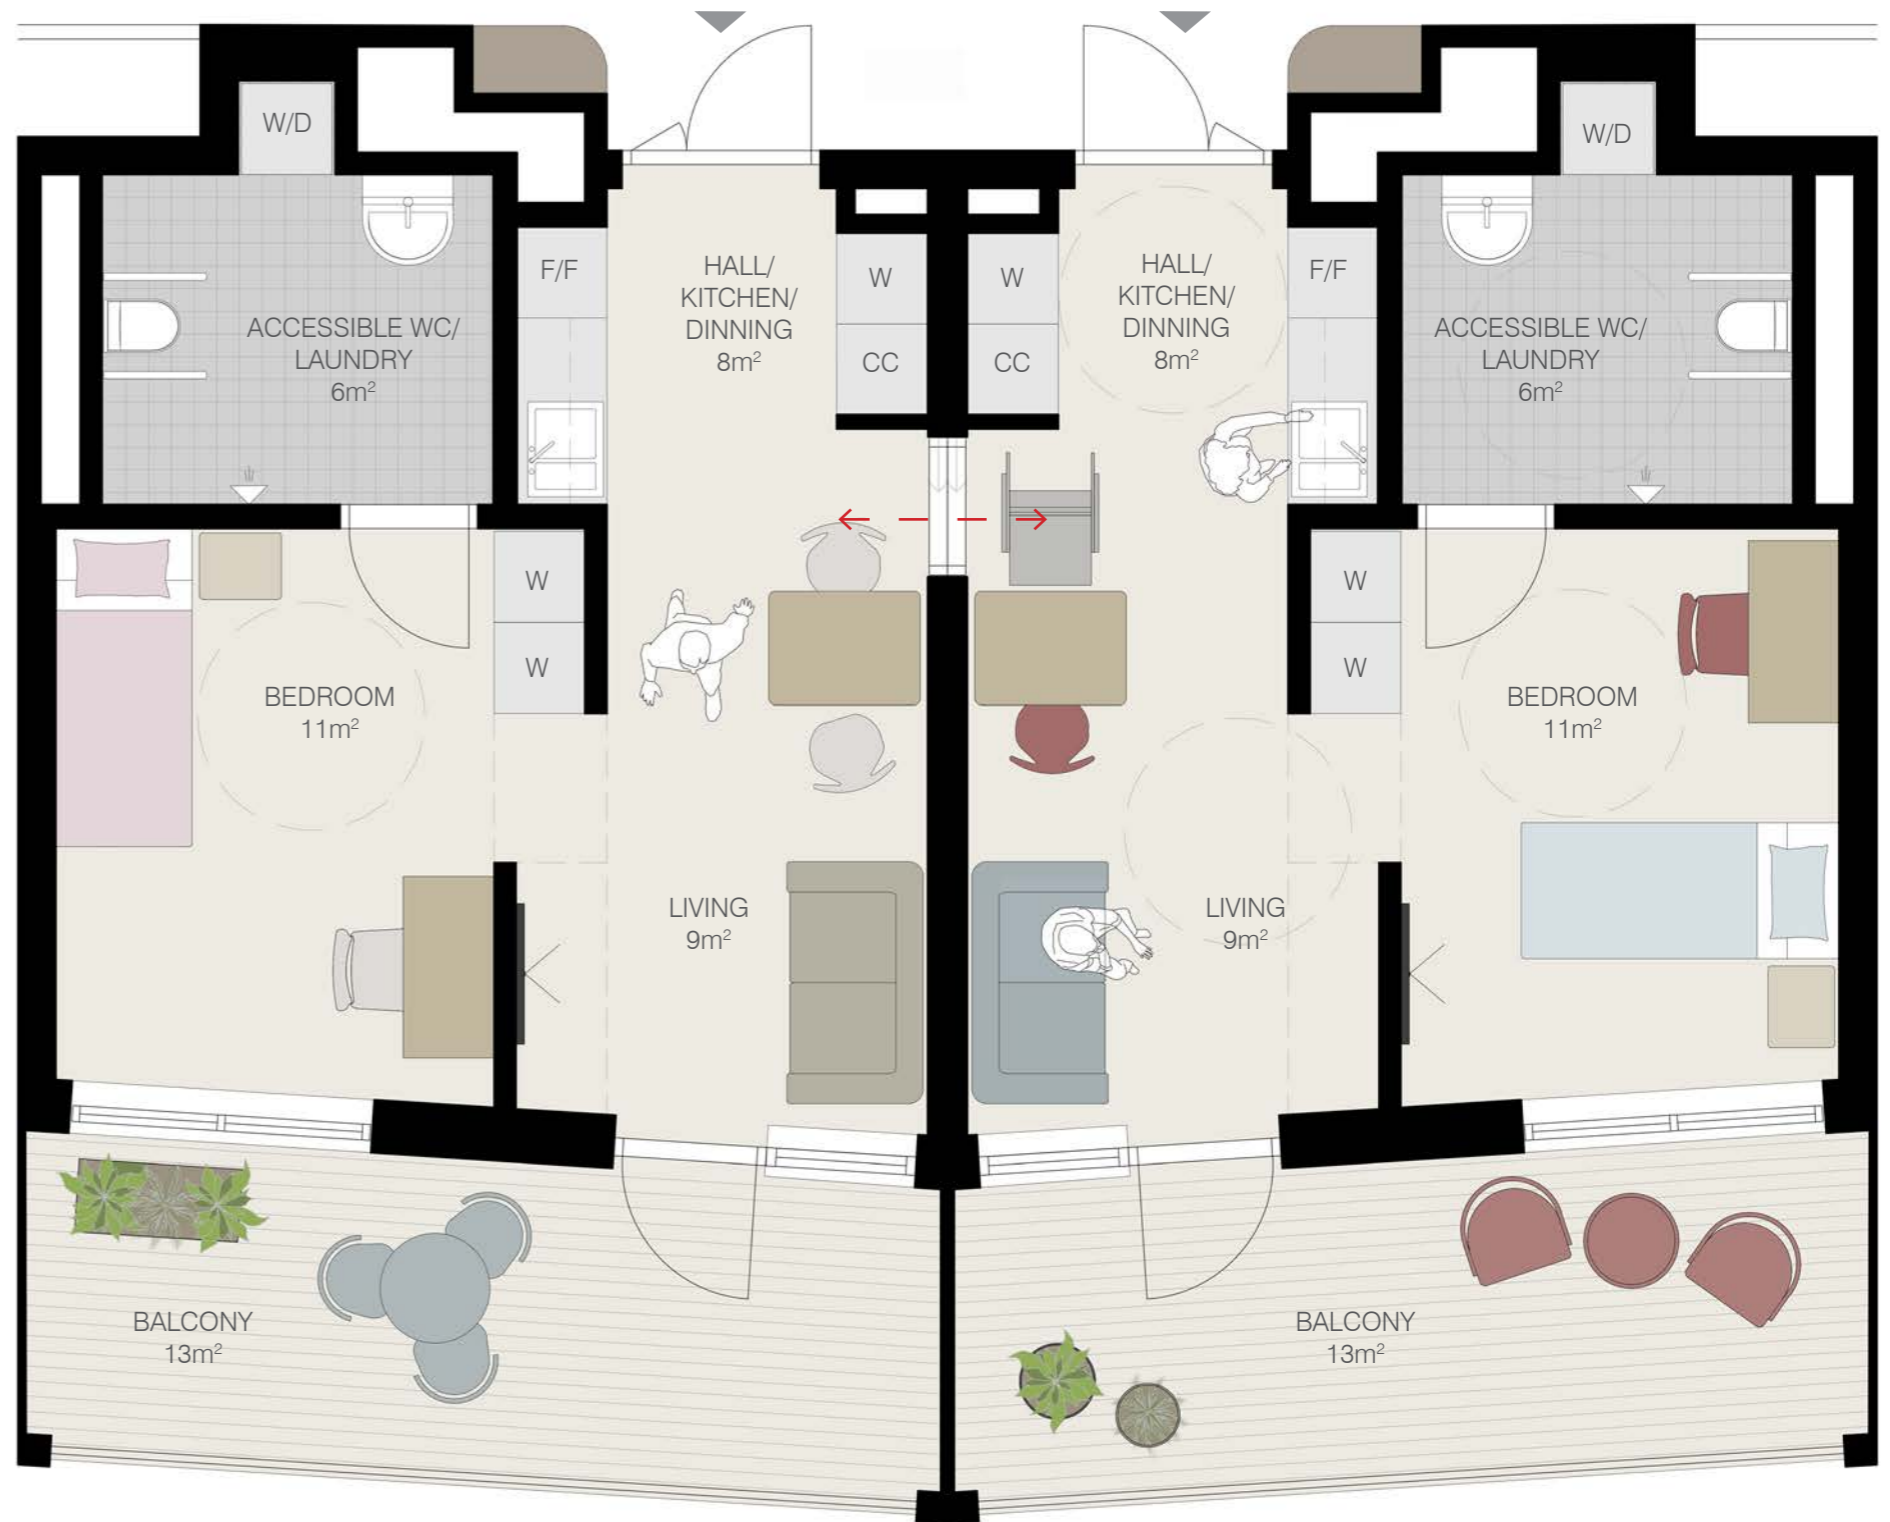 W/D
W/D
F/F
HALL/
KITCHEN/
DINNING
8m²
W
CC
W
CC
HALL/
KITCHEN/
DINNING
8m²
F/F
ACCESSIBLE WC/
LAUNDRY
6m²
ACCESSIBLE WC/
LAUNDRY
6m²
W
W
W
W
BEDROOM
11m²
BEDROOM
11m²
LIVING
9m²
LIVING
9m²
BALCONY
13m²
BALCONY
13m²